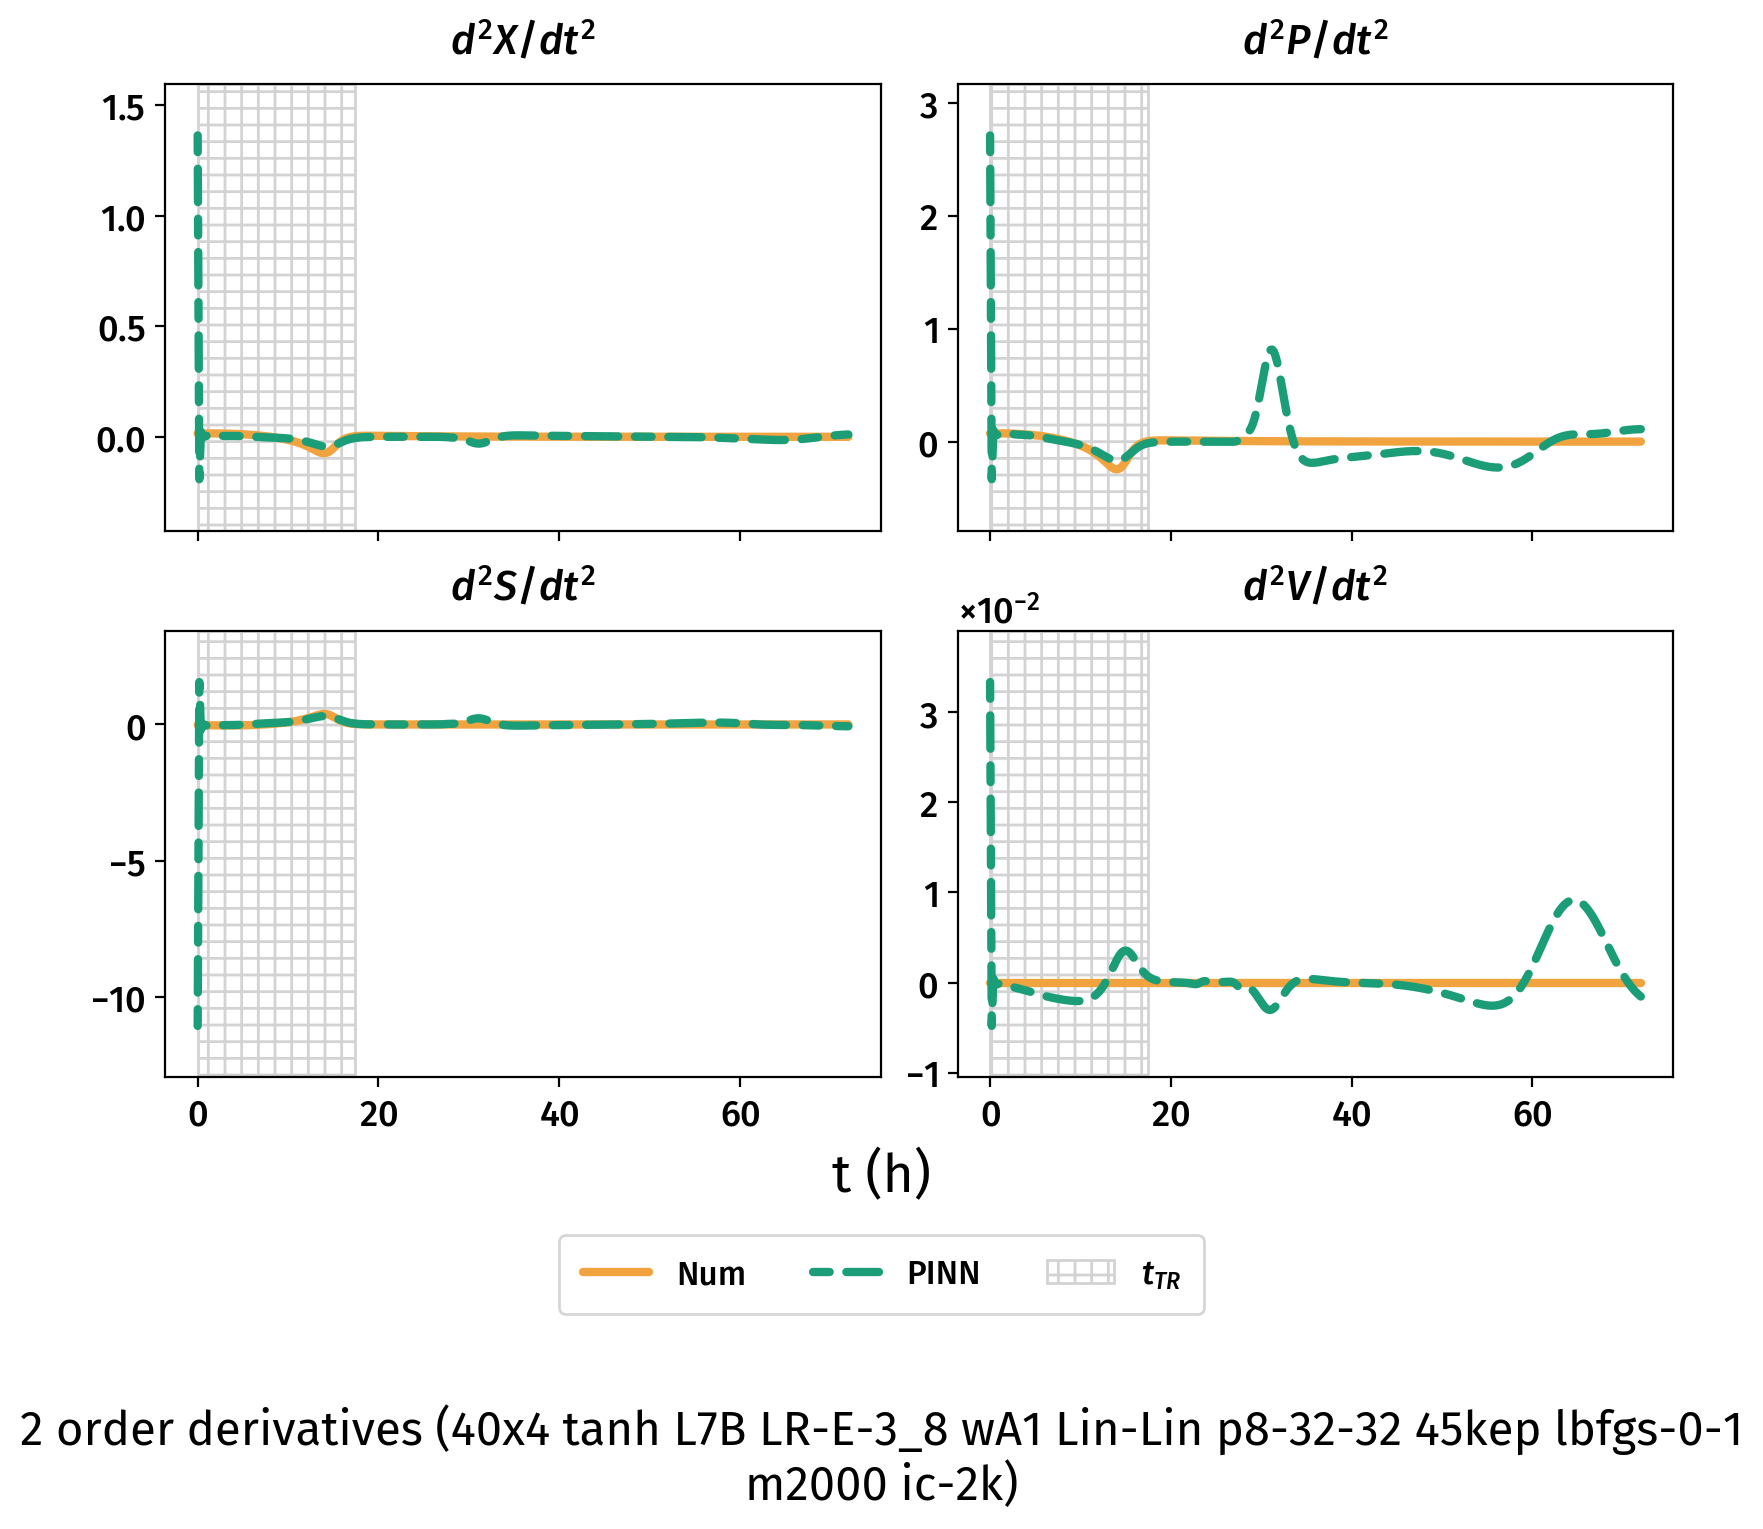 d²X/dt²
d²P/dt²
1.5
1.0
0.5
0.0
3
2
1
0
d²S/dt²
d²V/dt²
×10⁻²
0
−5
−10
3
2
1
0
−1
0 20 40 60
0 20 40 60
t (h)
Num PINN t_TR
2 order derivatives (40x4 tanh L7B LR-E-3_8 wA1 Lin-Lin p8-32-32 45kep lbfgs-0-1
m2000 ic-2k)